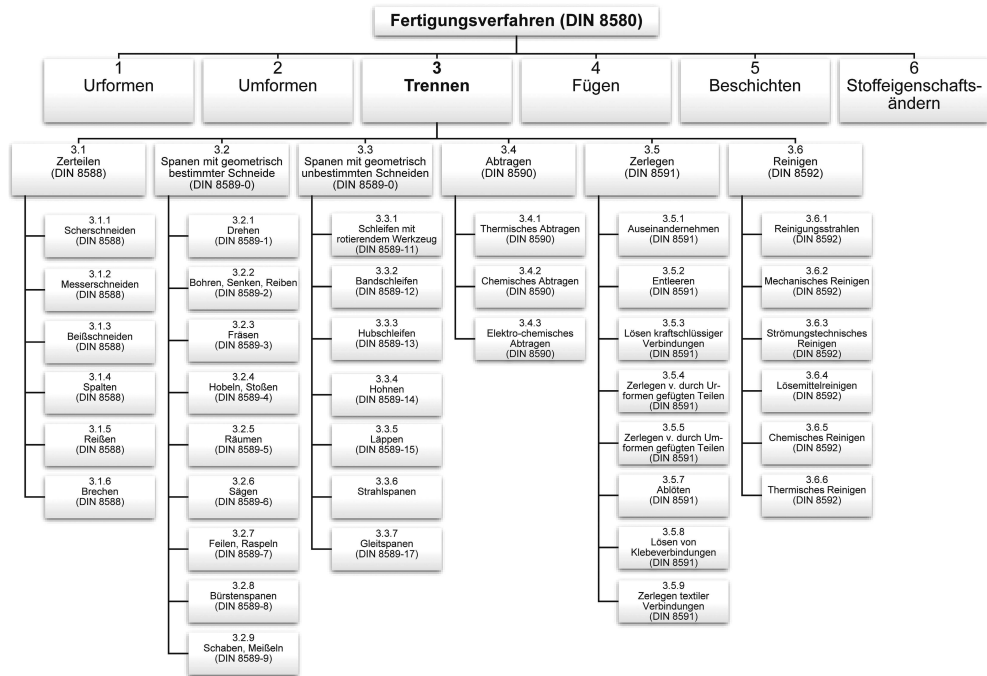 Fertigungsverfahren (DIN 8580)
1
Urformen
2
Umformen
3
Trennen
4
Fügen
5
Beschichten
6
Stoffeigenschafts-
ändern
3.1
Zerteilen
(DIN 8588)
3.1.1
Scherschneiden
(DIN 8588)
3.1.2
Messerschneiden
(DIN 8588)
3.1.3
Beißschneiden
(DIN 8588)
3.1.4
Spalten
(DIN 8588)
3.1.5
Reißen
(DIN 8588)
3.1.6
Brechen
(DIN 8588)
3.2
Spanen mit geometrisch
bestimmter Schneide
(DIN 8589-0)
3.2.1
Drehen
(DIN 8589-1)
3.2.2
Bohren, Senken, Reiben
(DIN 8589-2)
3.2.3
Fräsen
(DIN 8589-3)
3.2.4
Hobeln, Stoßen
(DIN 8589-4)
3.2.5
Räumen
(DIN 8589-5)
3.2.6
Sägen
(DIN 8589-6)
3.2.7
Feilen, Raspeln
(DIN 8589-7)
3.2.8
Bürstenspanen
(DIN 8589-8)
3.2.9
Schaben, Meißeln
(DIN 8589-9)
3.3
Spanen mit geometrisch
unbestimmten Schneiden
(DIN 8589-0)
3.3.1
Schleifen mit
rotierendem Werkzeug
(DIN 8589-11)
3.3.2
Bandschleifen
(DIN 8589-12)
3.3.3
Hubschleifen
(DIN 8589-13)
3.3.4
Hohnen
(DIN 8589-14)
3.3.5
Läppen
(DIN 8589-15)
3.3.6
Strahlspanen
3.3.7
Gleitspanen
(DIN 8589-17)
3.4
Abtragen
(DIN 8590)
3.4.1
Thermisches Abtragen
(DIN 8590)
3.4.2
Chemisches Abtragen
(DIN 8590)
3.4.3
Elektro-chemisches
Abtragen
(DIN 8590)
3.5
Zerlegen
(DIN 8591)
3.5.1
Auseinandernehmen
(DIN 8591)
3.5.2
Entleeren
(DIN 8591)
3.5.3
Lösen kraftschlüssiger
Verbindungen
(DIN 8591)
3.5.4
Zerlegen v. durch Ur-
formen gefügten Teilen
(DIN 8591)
3.5.5
Zerlegen v. durch Um-
formen gefügten Teilen
(DIN 8591)
3.5.7
Ablöten
(DIN 8591)
3.5.8
Lösen von
Klebeverbindungen
(DIN 8591)
3.5.9
Zerlegen textiler
Verbindungen
(DIN 8591)
3.6
Reinigen
(DIN 8592)
3.6.1
Reinigungsstrahlen
(DIN 8592)
3.6.2
Mechanisches Reinigen
(DIN 8592)
3.6.3
Strömungstechnisches
Reinigen
(DIN 8592)
3.6.4
Lösemittelreinigen
(DIN 8592)
3.6.5
Chemisches Reinigen
(DIN 8592)
3.6.6
Thermisches Reinigen
(DIN 8592)